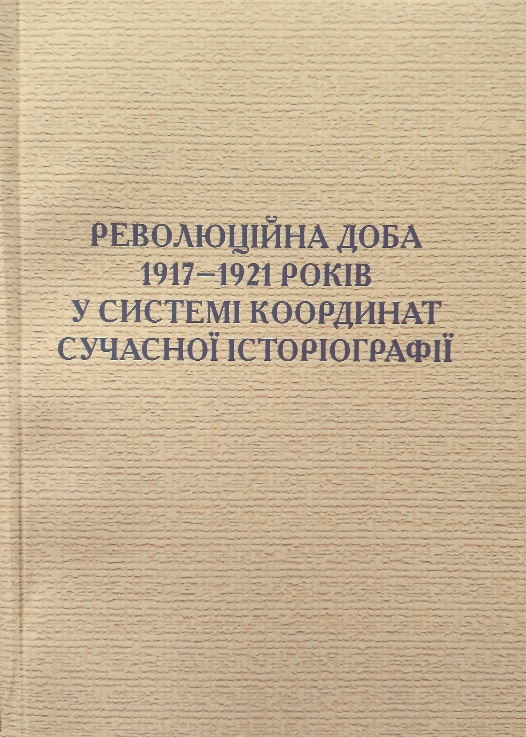 РЕВОЛЮЦІЙНА ДОБА
1917–1921 РОКІВ
У СИСТЕМІ КООРДИНАТ
СУЧАСНОЇ ІСТОРІОГРАФІЇ